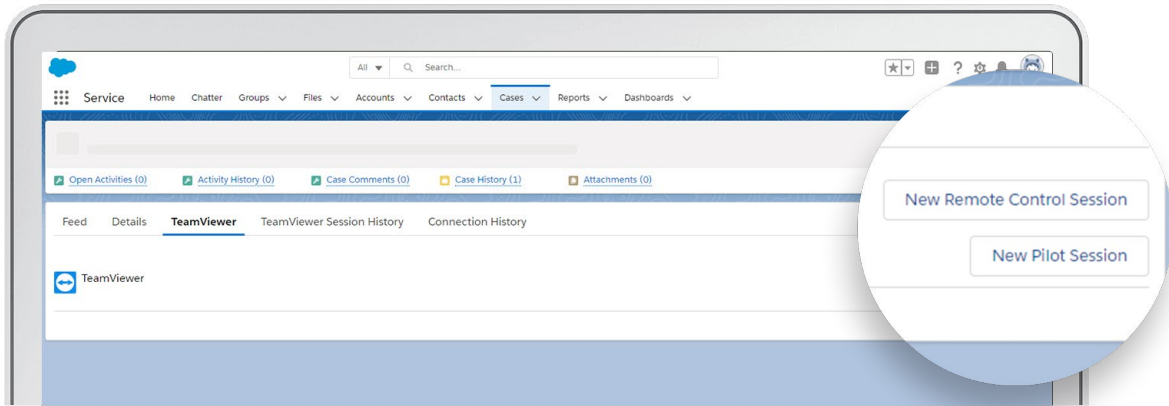 All Search...
?
Service Home Chatter Groups Files Accounts Contacts Cases Reports Dashboards
Open Activities (0) Activity History (0) Case Comments (0) Case History (1) Attachments (0)
Feed Details TeamViewer TeamViewer Session History Connection History
TeamViewer
New Remote Control Session
New Pilot Session